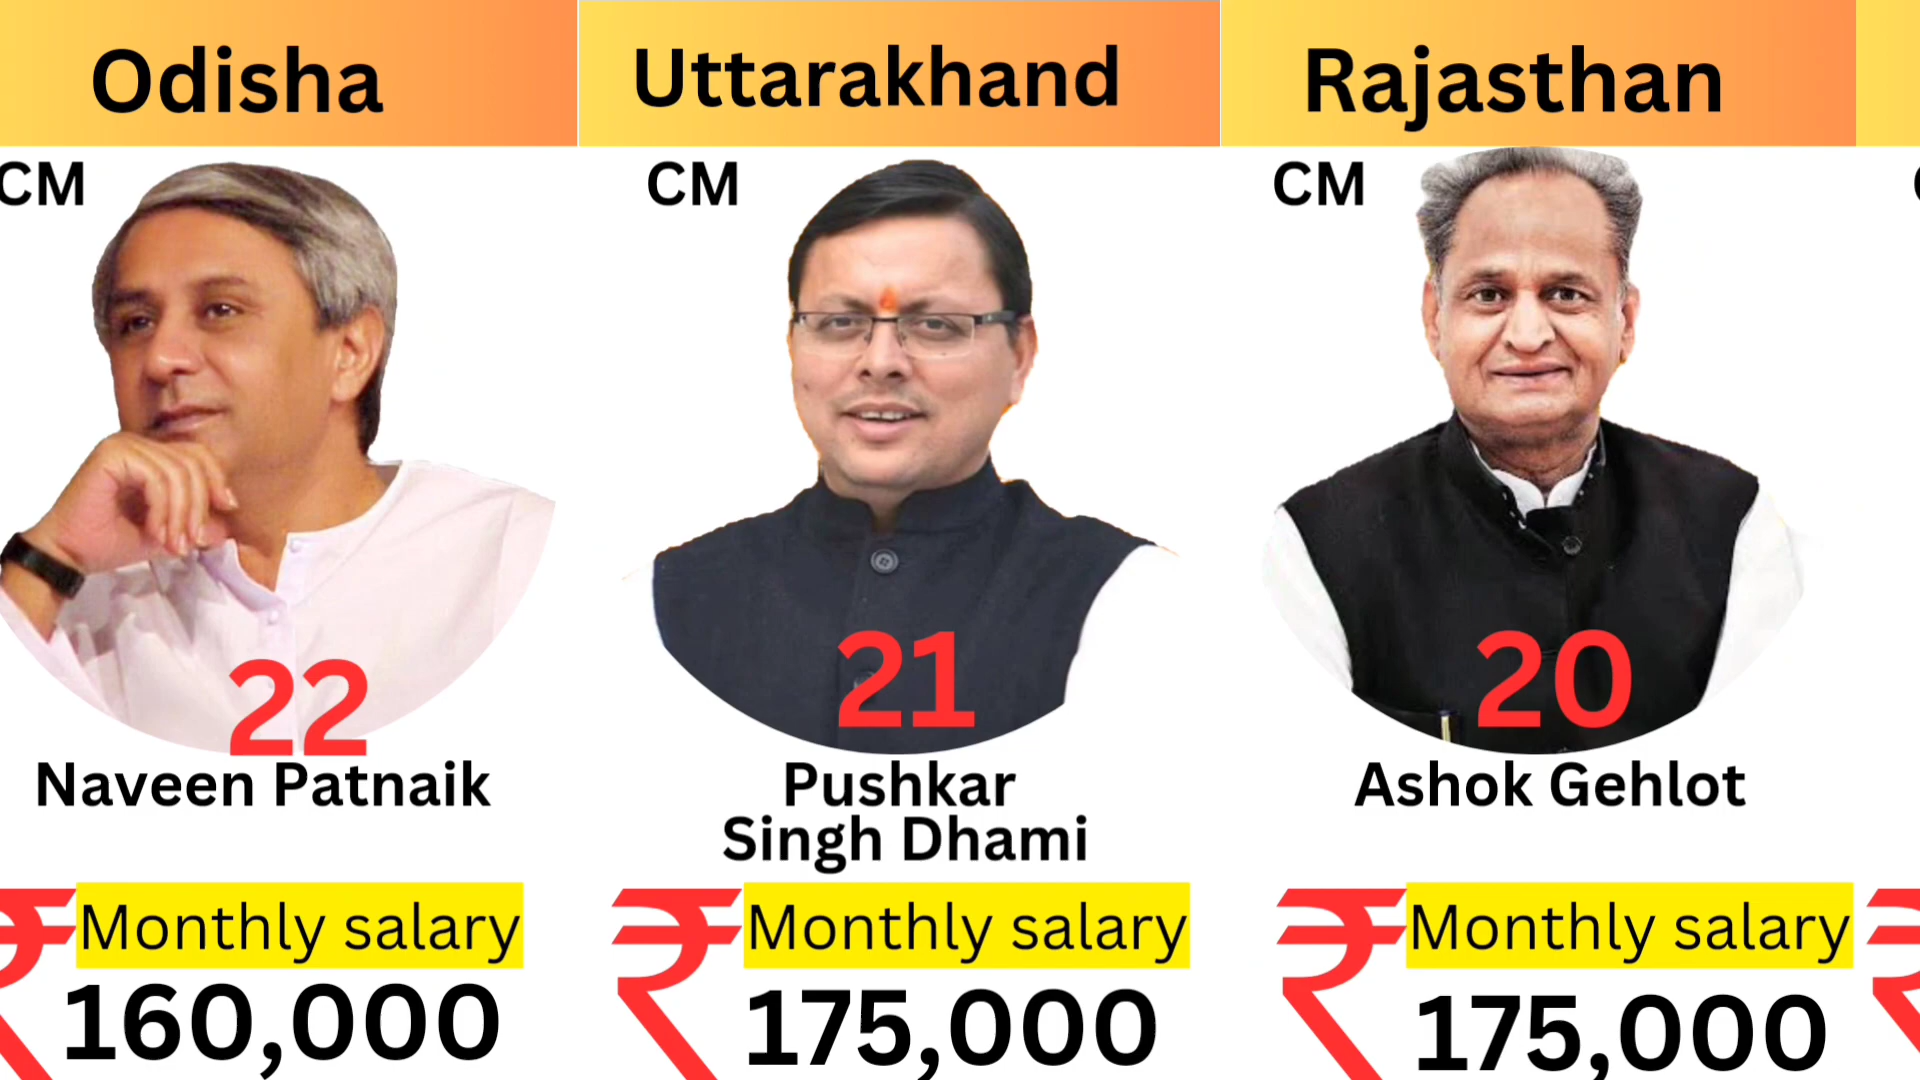 Odisha
CM
22
Naveen Patnaik
₹ Monthly salary
160,000
Uttarakhand
CM
21
Pushkar
Singh Dhami
₹ Monthly salary
175,000
Rajasthan
CM
20
Ashok Gehlot
₹ Monthly salary
175,000
₹